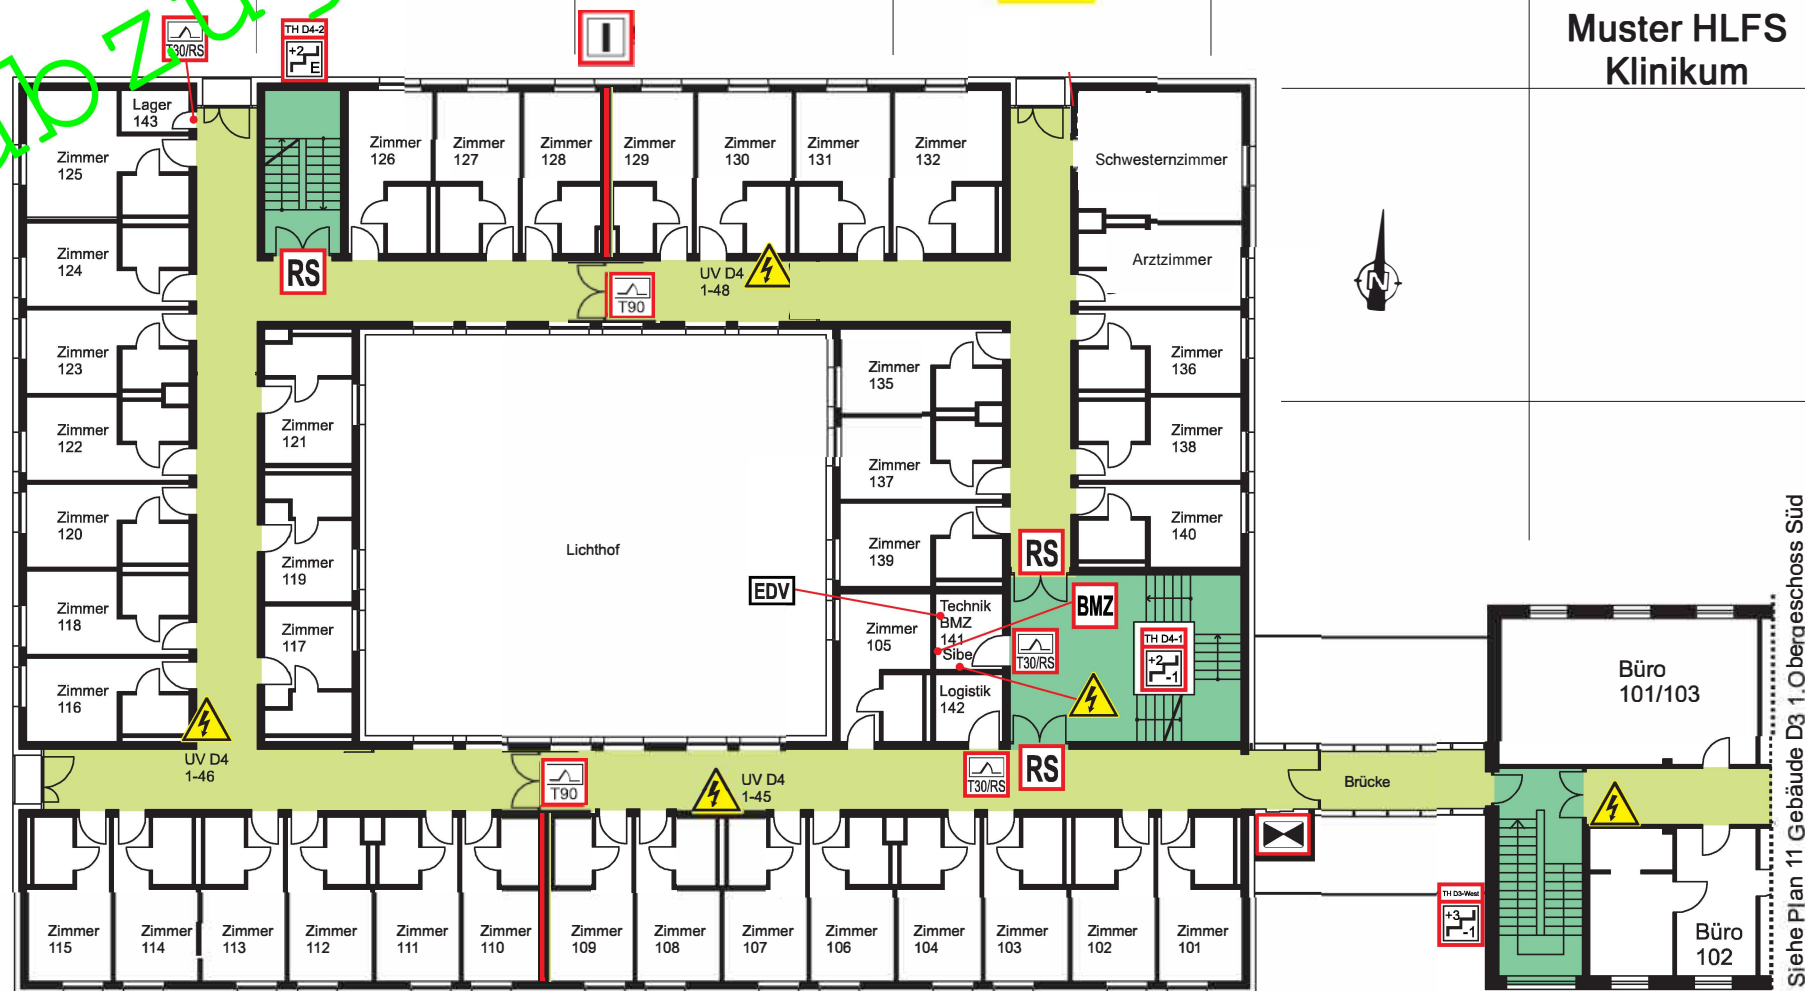 Muster HLFS
Klinikum
T30/RS
TH D4-2
+2
E
Lager
143
Zimmer
125
Zimmer
126
Zimmer
127
Zimmer
128
Zimmer
129
Zimmer
130
Zimmer
131
Zimmer
132
Schwesternzimmer
Zimmer
124
RS
T90
UV D4
1-48
Arztzimmer
N
Zimmer
123
Zimmer
122
Zimmer
121
Zimmer
135
Zimmer
136
Zimmer
137
Zimmer
138
Zimmer
120
Zimmer
119
Lichthof
Zimmer
139
RS
Zimmer
140
Zimmer
118
Zimmer
117
EDV
Zimmer
105
Technik
BMZ
141
Sibe
BMZ
T30/RS
TH D4-1
+2
-1
Logistik
142
Zimmer
116
Büro
101/103
UV D4
1-46
T90
UV D4
1-45
T30/RS
RS
Brücke
Zimmer
115
Zimmer
114
Zimmer
113
Zimmer
112
Zimmer
111
Zimmer
110
Zimmer
109
Zimmer
108
Zimmer
107
Zimmer
106
Zimmer
104
Zimmer
103
Zimmer
102
Zimmer
101
TH D3-West
+3
-1
Büro
102
Siehe Plan 11 Gebäude D3 1.Obergeschoss Süd